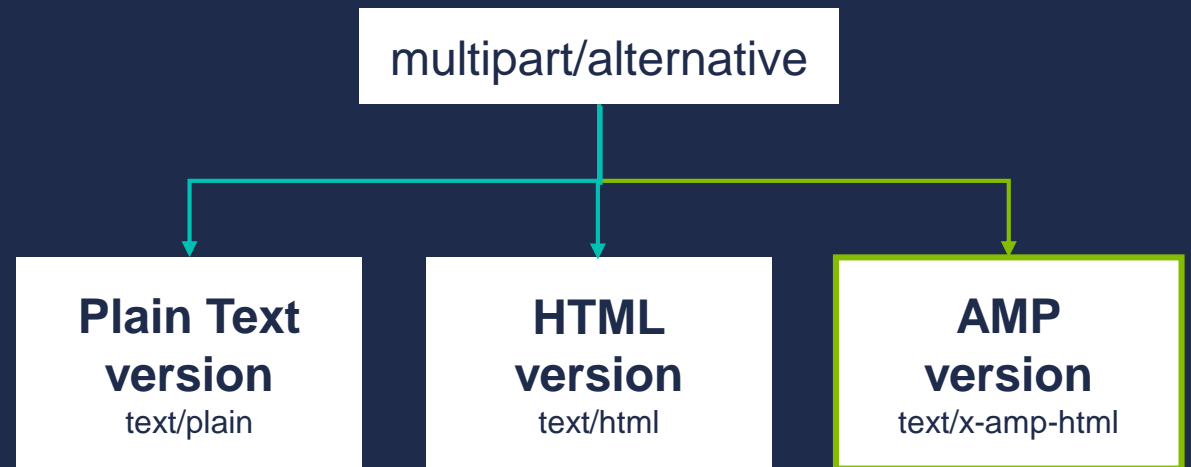 multipart/alternative
Plain Text
version
text/plain
HTML
version
text/html
AMP
version
text/x-amp-html